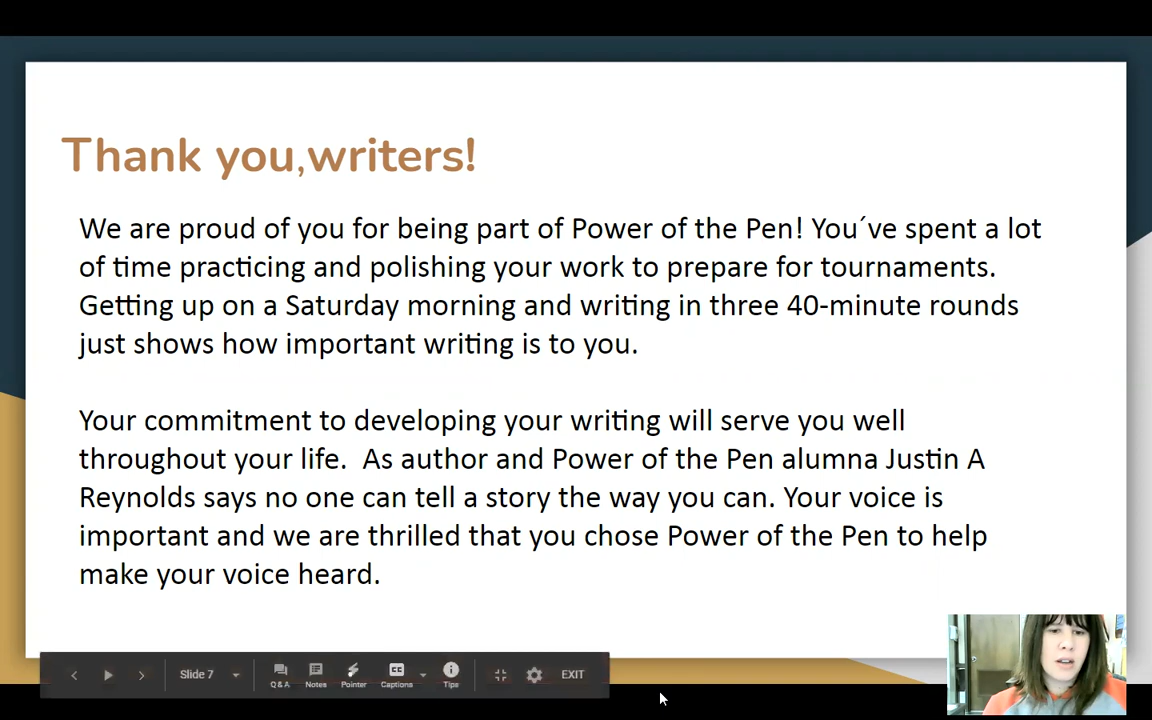 Thank you,writers!
We are proud of you for being part of Power of the Pen! You´ve spent a lot
of time practicing and polishing your work to prepare for tournaments.
Getting up on a Saturday morning and writing in three 40-minute rounds
just shows how important writing is to you.
Your commitment to developing your writing will serve you well
throughout your life.  As author and Power of the Pen alumna Justin A
Reynolds says no one can tell a story the way you can. Your voice is
important and we are thrilled that you chose Power of the Pen to help
make your voice heard.
Slide 7
Q & A
Notes
Pointer
CC
Captions
Tips
EXIT